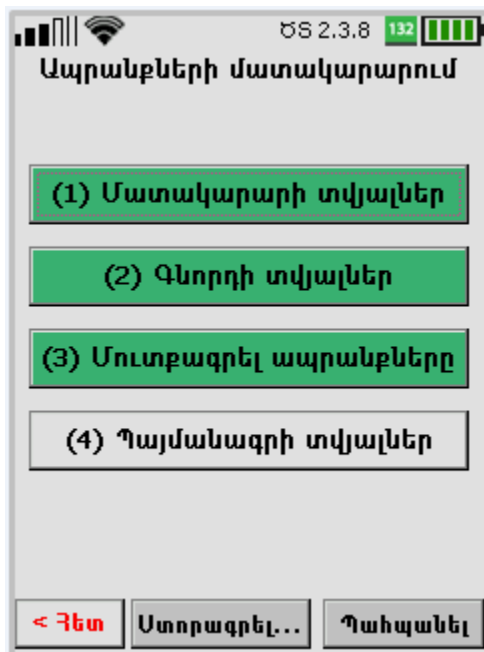 ԾՏ 2.3.8 132
Ապրանքների մատակարարում
(1) Մատակարարի տվյալներ
(2) Գնորդի տվյալներ
(3) Մուտքագրել ապրանքները
(4) Պայմանագրի տվյալներ
< Հետ Ստորագրել... Պահպանել